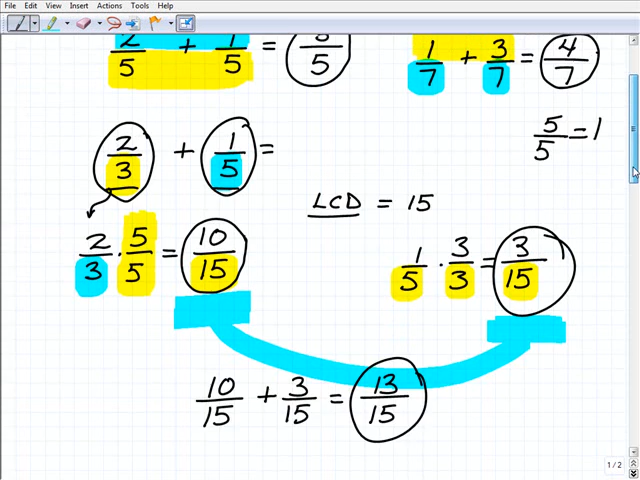 File Edit View Insert Actions Tools Help
2/5 + 1/5 = /5
1/7 + 3/7 = 4/7
5/5 = 1
2/3 + 1/5 =
LCD = 15
2/3 · 5/5 = 10/15
1/5 · 3/3 = 3/15
10/15 + 3/15 = 13/15
1/2